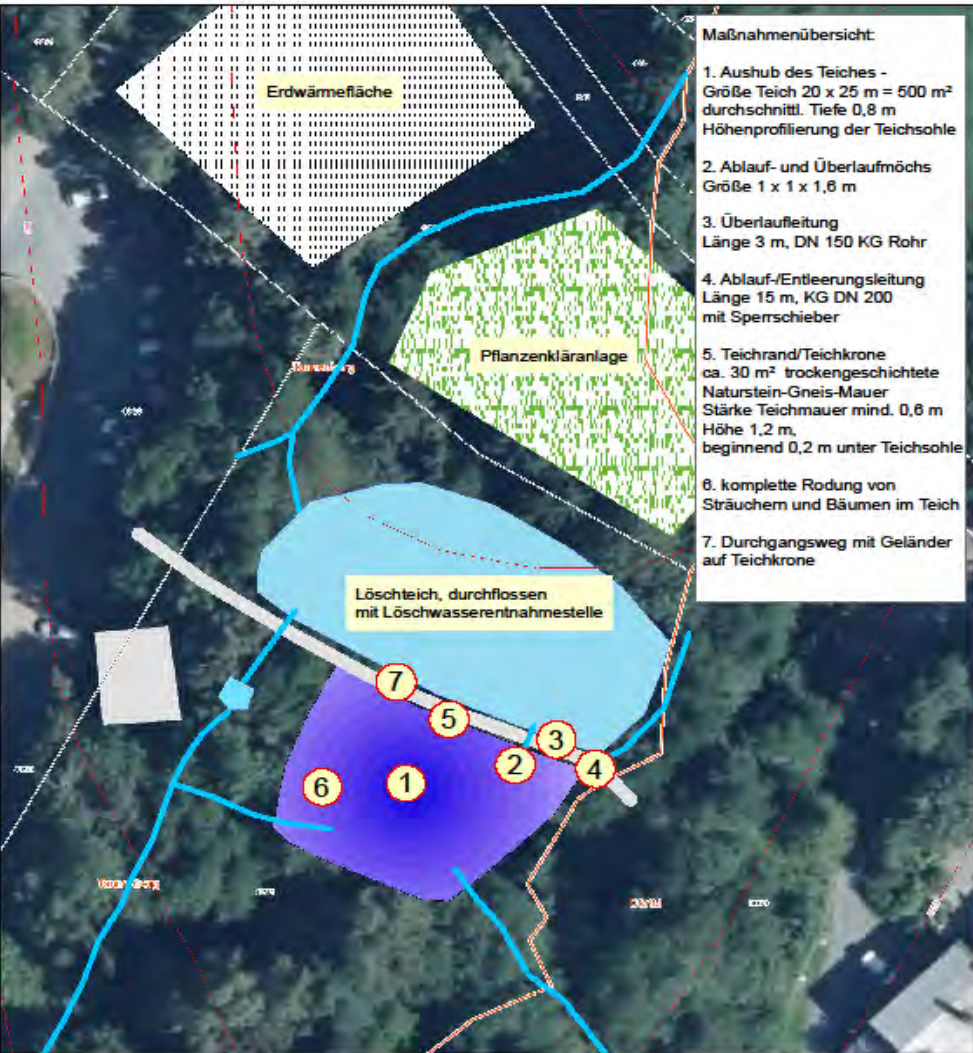 Maßnahmenübersicht:
1. Aushub des Teiches -
Größe Teich 20 x 25 m = 500 m²
durchschnittl. Tiefe 0,8 m
Höhenprofilierung der Teichsohle
2. Ablauf- und Überlaufmöchs
Größe 1 x 1 x 1,6 m
3. Überlaufleitung
Länge 3 m, DN 150 KG Rohr
4. Ablauf-/Entleerungsleitung
Länge 15 m, KG DN 200
mit Sperrschieber
5. Teichrand/Teichkrone
ca. 30 m² trockengeschichtete
Naturstein-Gneis-Mauer
Stärke Teichmauer mind. 0,6 m
Höhe 1,2 m,
beginnend 0,2 m unter Teichsohle
6. komplette Rodung von
Sträuchern und Bäumen im Teich
7. Durchgangsweg mit Geländer
auf Teichkrone
Erdwärmefläche
Pflanzenkläranlage
Löschteich, durchflossen
mit Löschwasserentnahmestelle
7
5
3
2
4
6
1